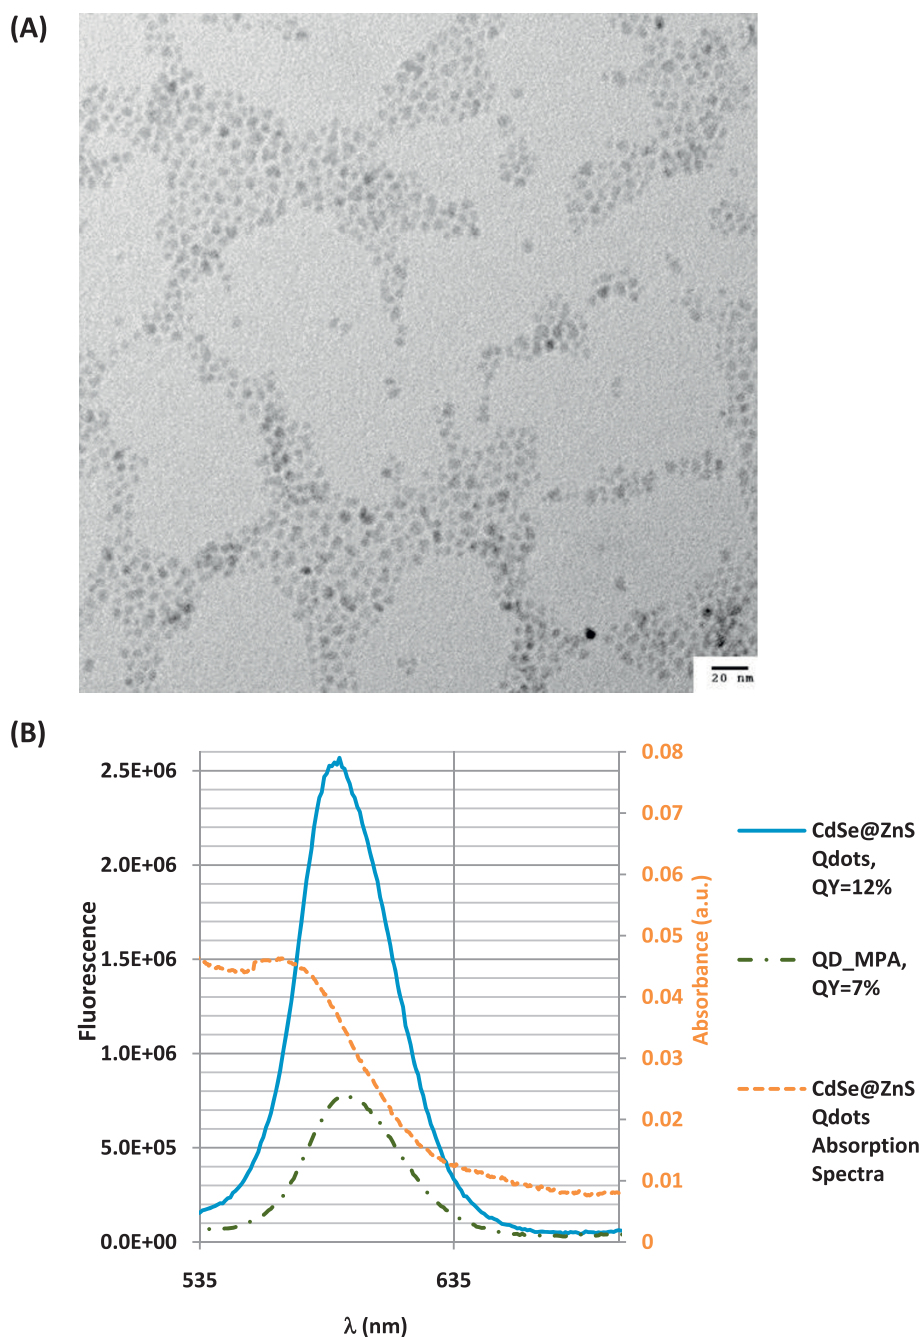 (A)
20 nm
(B)
2.5E+06
2.0E+06
1.5E+06
1.0E+06
5.0E+05
0.0E+00
Fluorescence
0.08
0.07
0.06
0.05
0.04
0.03
0.02
0.01
0
Absorbance (a.u.)
535
635
λ (nm)
CdSe@ZnS
Qdots,
QY=12%
QD_MPA,
QY=7%
CdSe@ZnS
Qdots
Absorption
Spectra